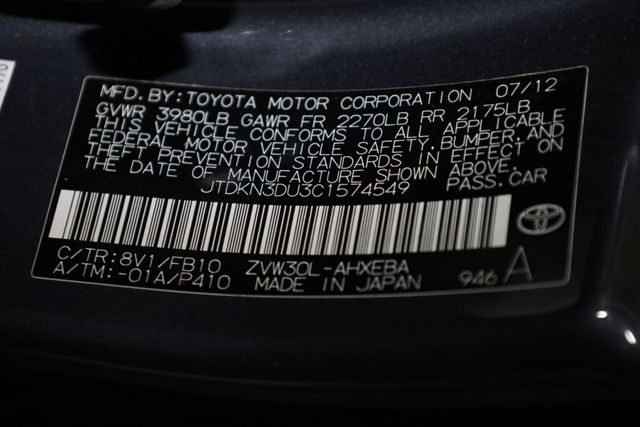 MFD. BY: TOYOTA MOTOR CORPORATION 07/12
GVWR 3980LB GAWR FR 2270LB RR 2175LB
THIS VEHICLE CONFORMS TO ALL APPLICABLE
FEDERAL MOTOR VEHICLE SAFETY, BUMPER, AND
THEFT PREVENTION STANDARDS IN EFFECT ON
THE DATE OF MANUFACTURE SHOWN ABOVE.
JTDKN3DU3C1574549 PASS.CAR
C/TR:8V1/FB10 ZVW30L-AHXEBA
A/TM:-01A/P410 MADE IN JAPAN 946 A